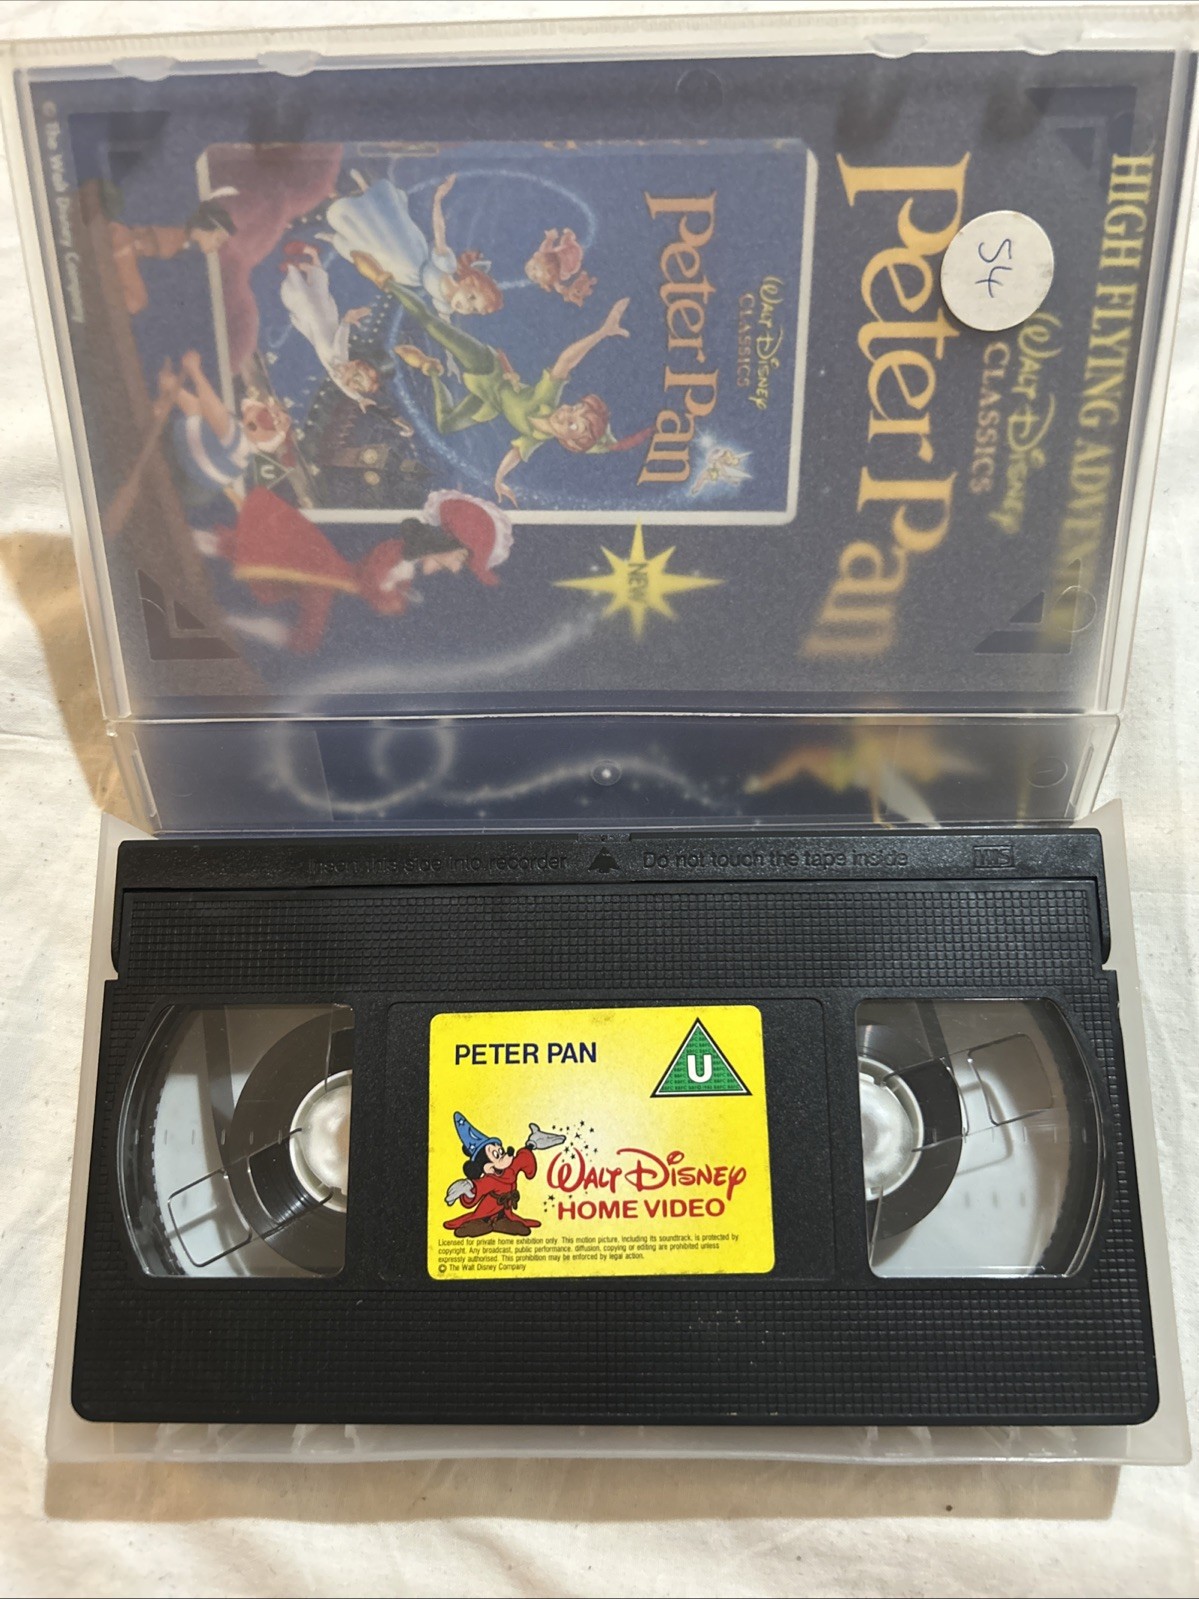 HIGH FLYING ADVENT
WALT DISNEY
CLASSICS
Peter Pan
54
WALT DISNEY
CLASSICS
Peter Pan
NEW
U
© The Walt Disney Company
Insert this side into recorder
Do not touch the tape inside
VHS
PETER PAN
U
WALT DISNEY
HOME VIDEO
Licensed for private home exhibition only. This motion picture, including its soundtrack, is protected by
copyright. Any broadcast, public performance, diffusion, copying or editing are prohibited unless
expressly authorised. This prohibition may be enforced by legal action.
© The Walt Disney Company